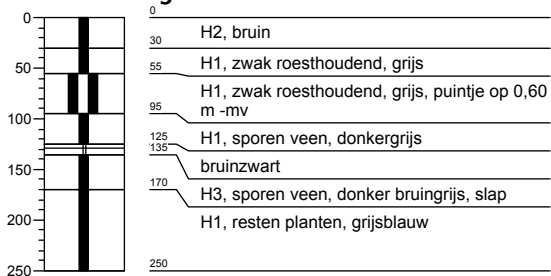 0
0
H2, bruin
30
H1, zwak roesthoudend, grijs
50
55
H1, zwak roesthoudend, grijs, puintje op 0,60
m -mv
95
100
H1, sporen veen, donkergrijs
125
135
bruinzwart
150
170
H3, sporen veen, donker bruingrijs, slap
H1, resten planten, grijsblauw
200
250
250